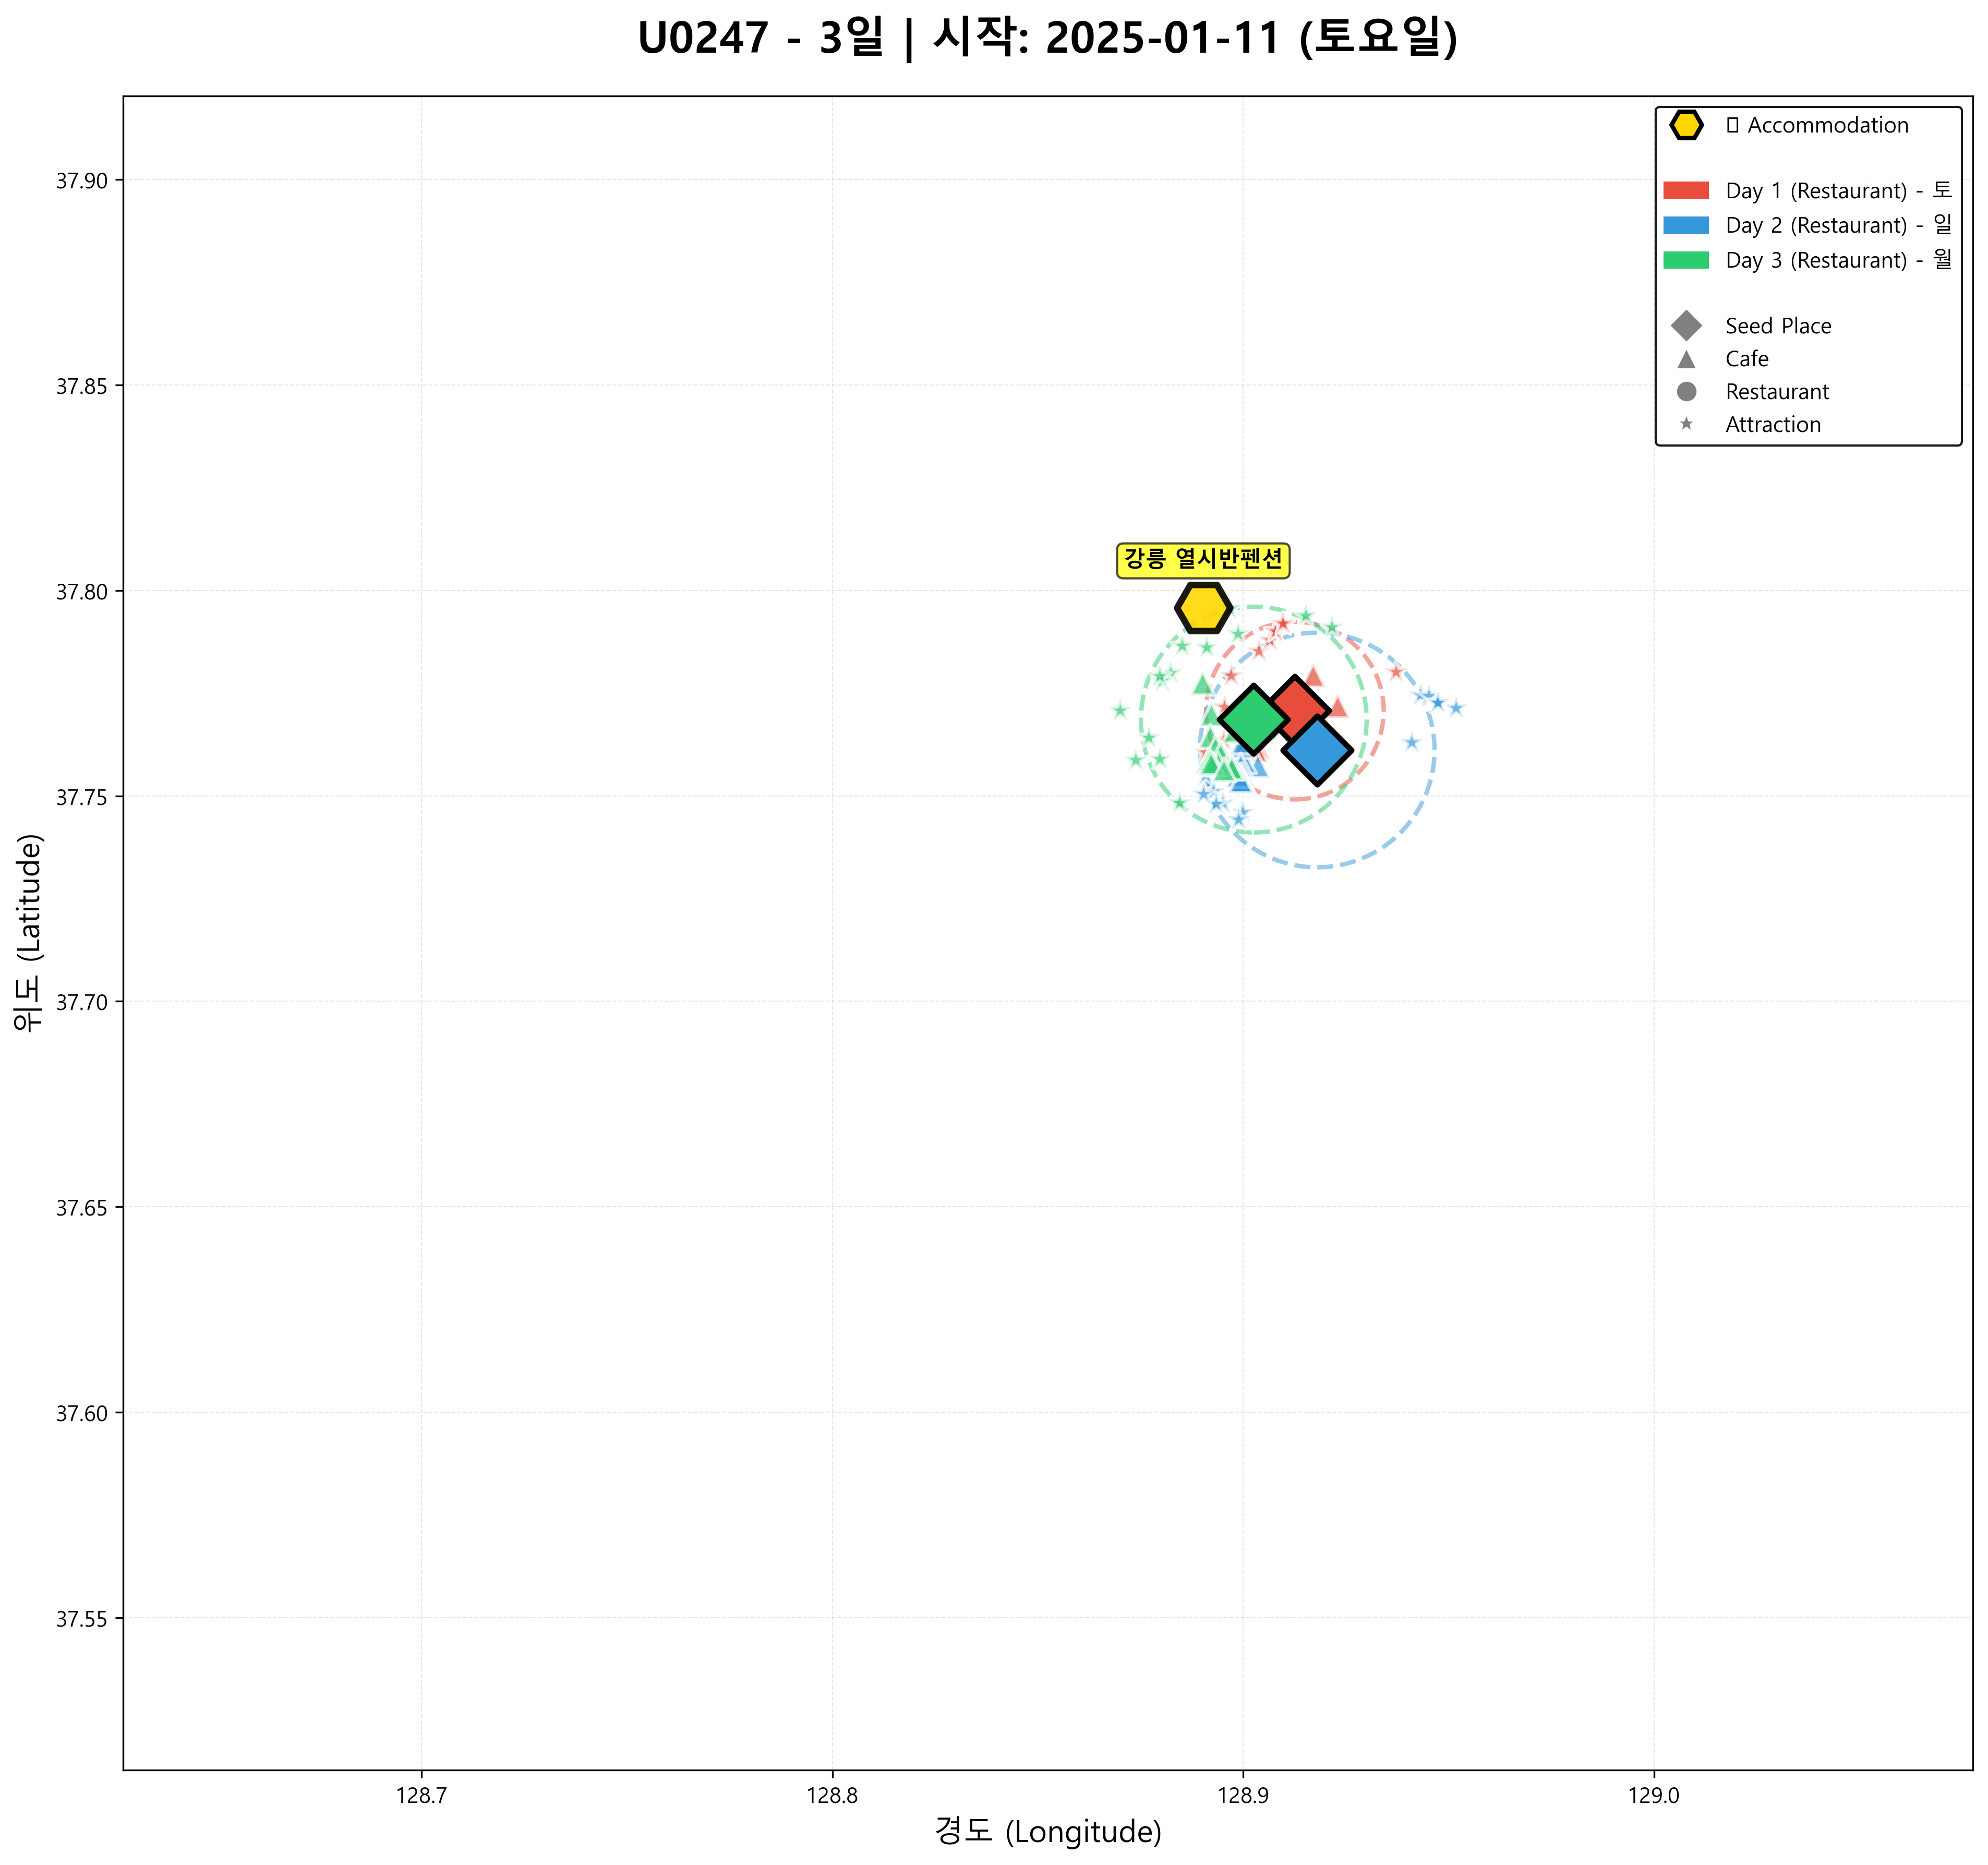 U0247 - 3일 | 시작: 2025-01-11 (토요일)
Accommodation
Day 1 (Restaurant) - 토
Day 2 (Restaurant) - 일
Day 3 (Restaurant) - 월
Seed Place
Cafe
Restaurant
Attraction
강릉 열시반펜션
37.90
37.85
37.80
37.75
37.70
37.65
37.60
37.55
위도 (Latitude)
128.7
128.8
128.9
129.0
경도 (Longitude)